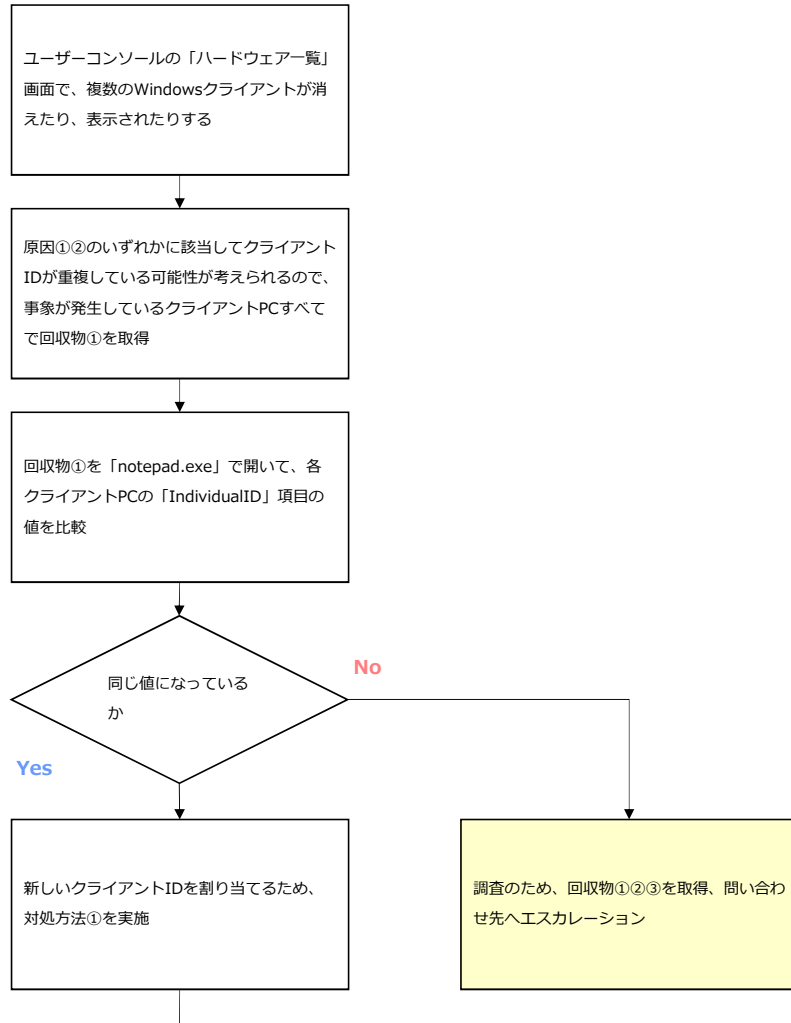 ユーザーコンソールの「ハードウェア一覧」
画面で、複数のWindowsクライアントが消
えたり、表示されたりする
原因①②のいずれかに該当してクライアント
IDが重複している可能性が考えられるので、
事象が発生しているクライアントPCすべて
で回収物①を取得
回収物①を「notepad.exe」で開いて、各
クライアントPCの「IndividualID」項目の
値を比較
同じ値になっている
か
No
Yes
新しいクライアントIDを割り当てるため、
対処方法①を実施
調査のため、回収物①②③を取得、問い合わ
せ先へエスカレーション